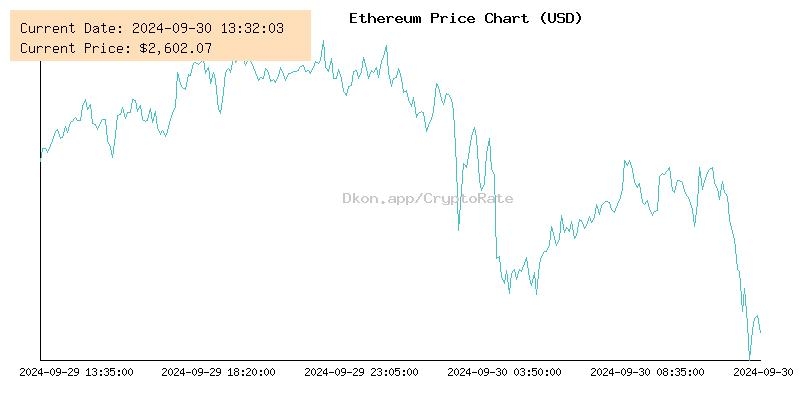 Ethereum Price Chart (USD)
Current Date: 2024-09-30 13:32:03
Current Price: $2,602.07
Dkon.app/CryptoRate
2024-09-29 13:35:00 2024-09-29 18:20:00 2024-09-29 23:05:00 2024-09-30 03:50:00 2024-09-30 08:35:00 2024-09-30